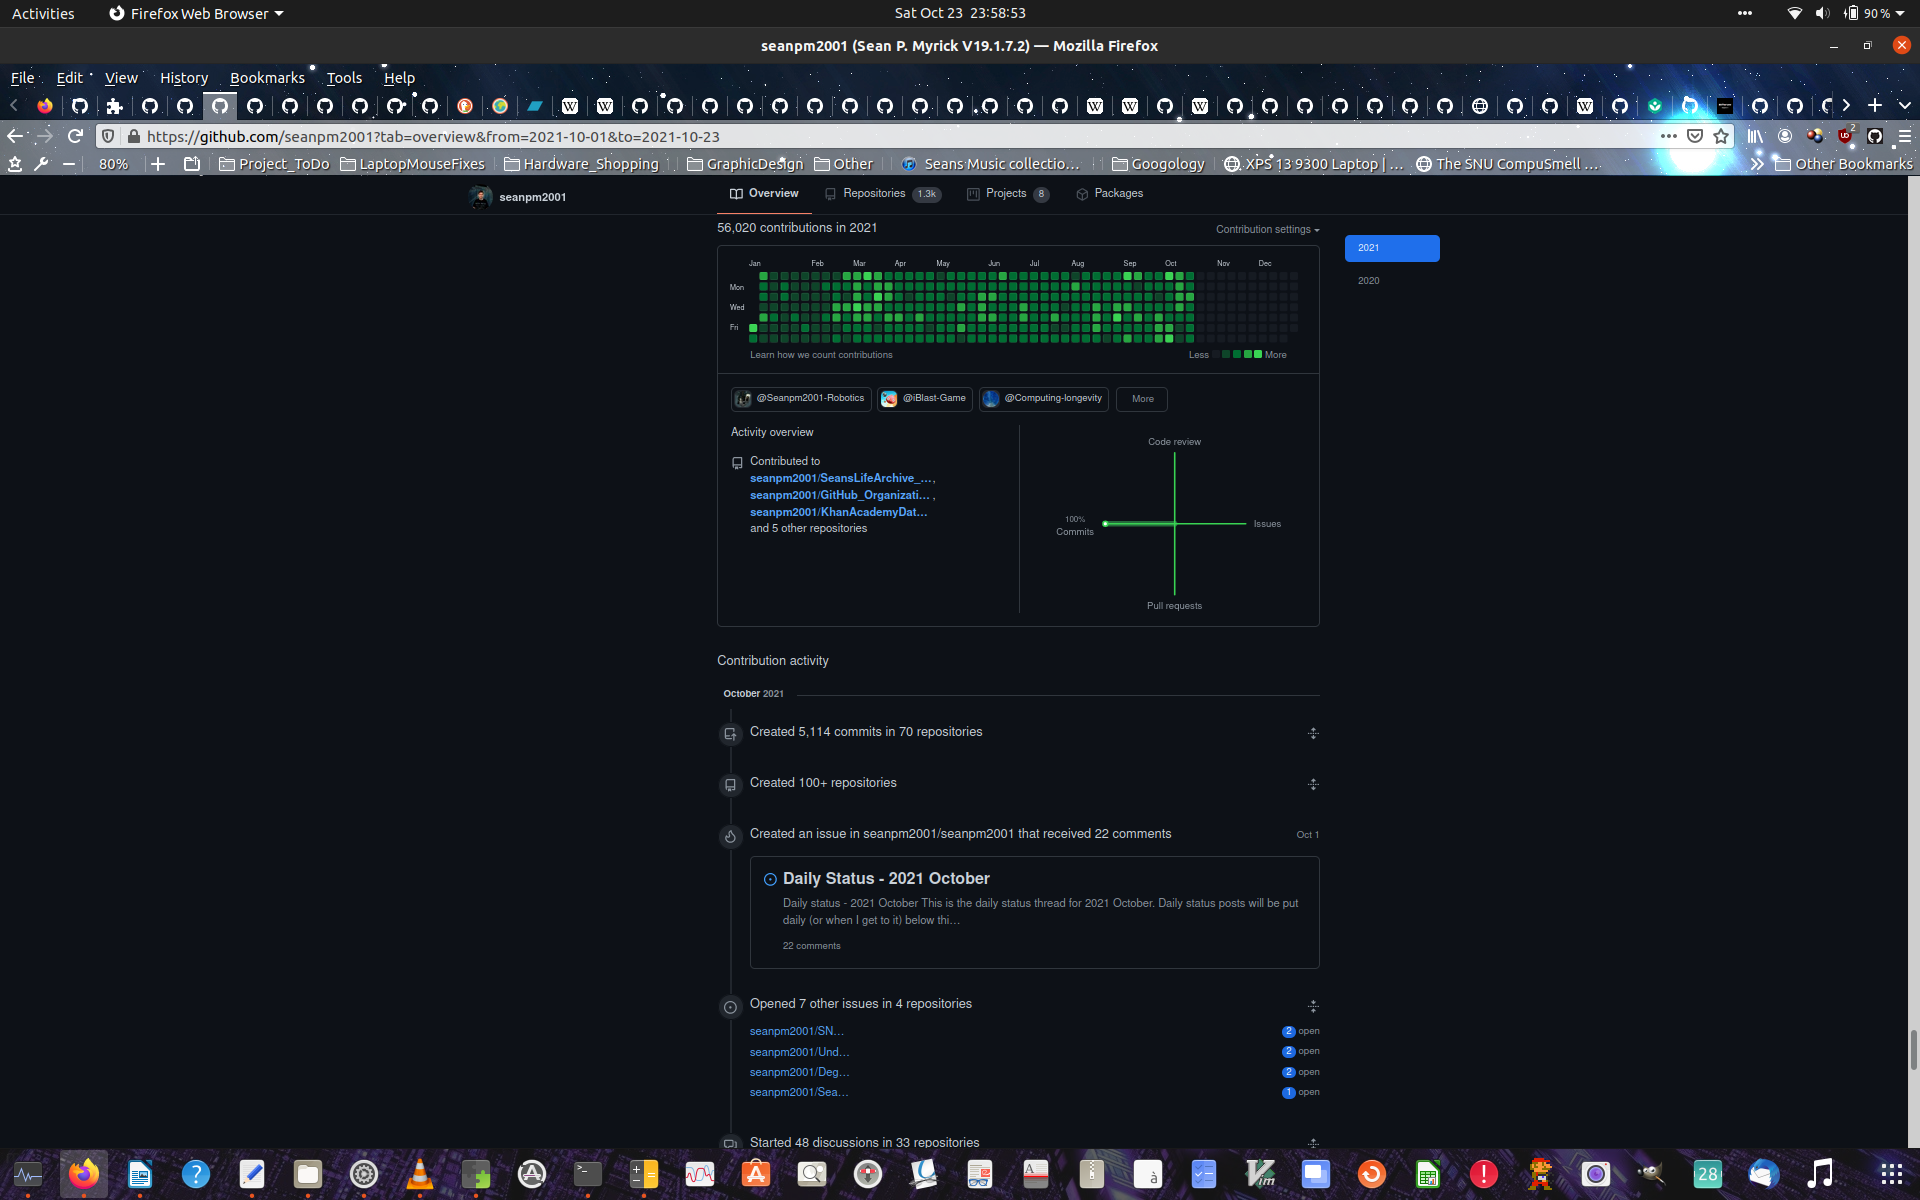 Activities
Firefox Web Browser
Sat Oct 23 23:58:53
90 %
seanpm2001 (Sean P. Myrick V19.1.7.2) — Mozilla Firefox
File Edit View History Bookmarks Tools Help
https://github.com/seanpm2001?tab=overview&from=2021-10-01&to=2021-10-23
2
80%
Project_ToDo
LaptopMouseFixes
Hardware_Shopping
GraphicDesign
Other
Seans Music collectio…
Googology
XPS 13 9300 Laptop | …
The SNU CompuSmell …
Other Bookmarks
seanpm2001
Overview
Repositories 1.3k
Projects 8
Packages
56,020 contributions in 2021
Contribution settings
2021
2020
Jan Feb Mar Apr May Jun Jul Aug Sep Oct Nov Dec
Mon
Wed
Fri
Learn how we count contributions
Less
More
@Seanpm2001-Robotics
@iBlast-Game
@Computing-longevity
More
Activity overview
Contributed to
seanpm2001/SeansLifeArchive_…,
seanpm2001/GitHub_Organizati… ,
seanpm2001/KhanAcademyDat…
and 5 other repositories
Code review
100%
Commits
Issues
Pull requests
Contribution activity
October 2021
Created 5,114 commits in 70 repositories
Created 100+ repositories
Created an issue in seanpm2001/seanpm2001 that received 22 comments
Oct 1
Daily Status - 2021 October
Daily status - 2021 October This is the daily status thread for 2021 October. Daily status posts will be put
daily (or when I get to it) below thi…
22 comments
Opened 7 other issues in 4 repositories
seanpm2001/SN…
2 open
seanpm2001/Und…
2 open
seanpm2001/Deg…
2 open
seanpm2001/Sea…
1 open
Started 48 discussions in 33 repositories
28